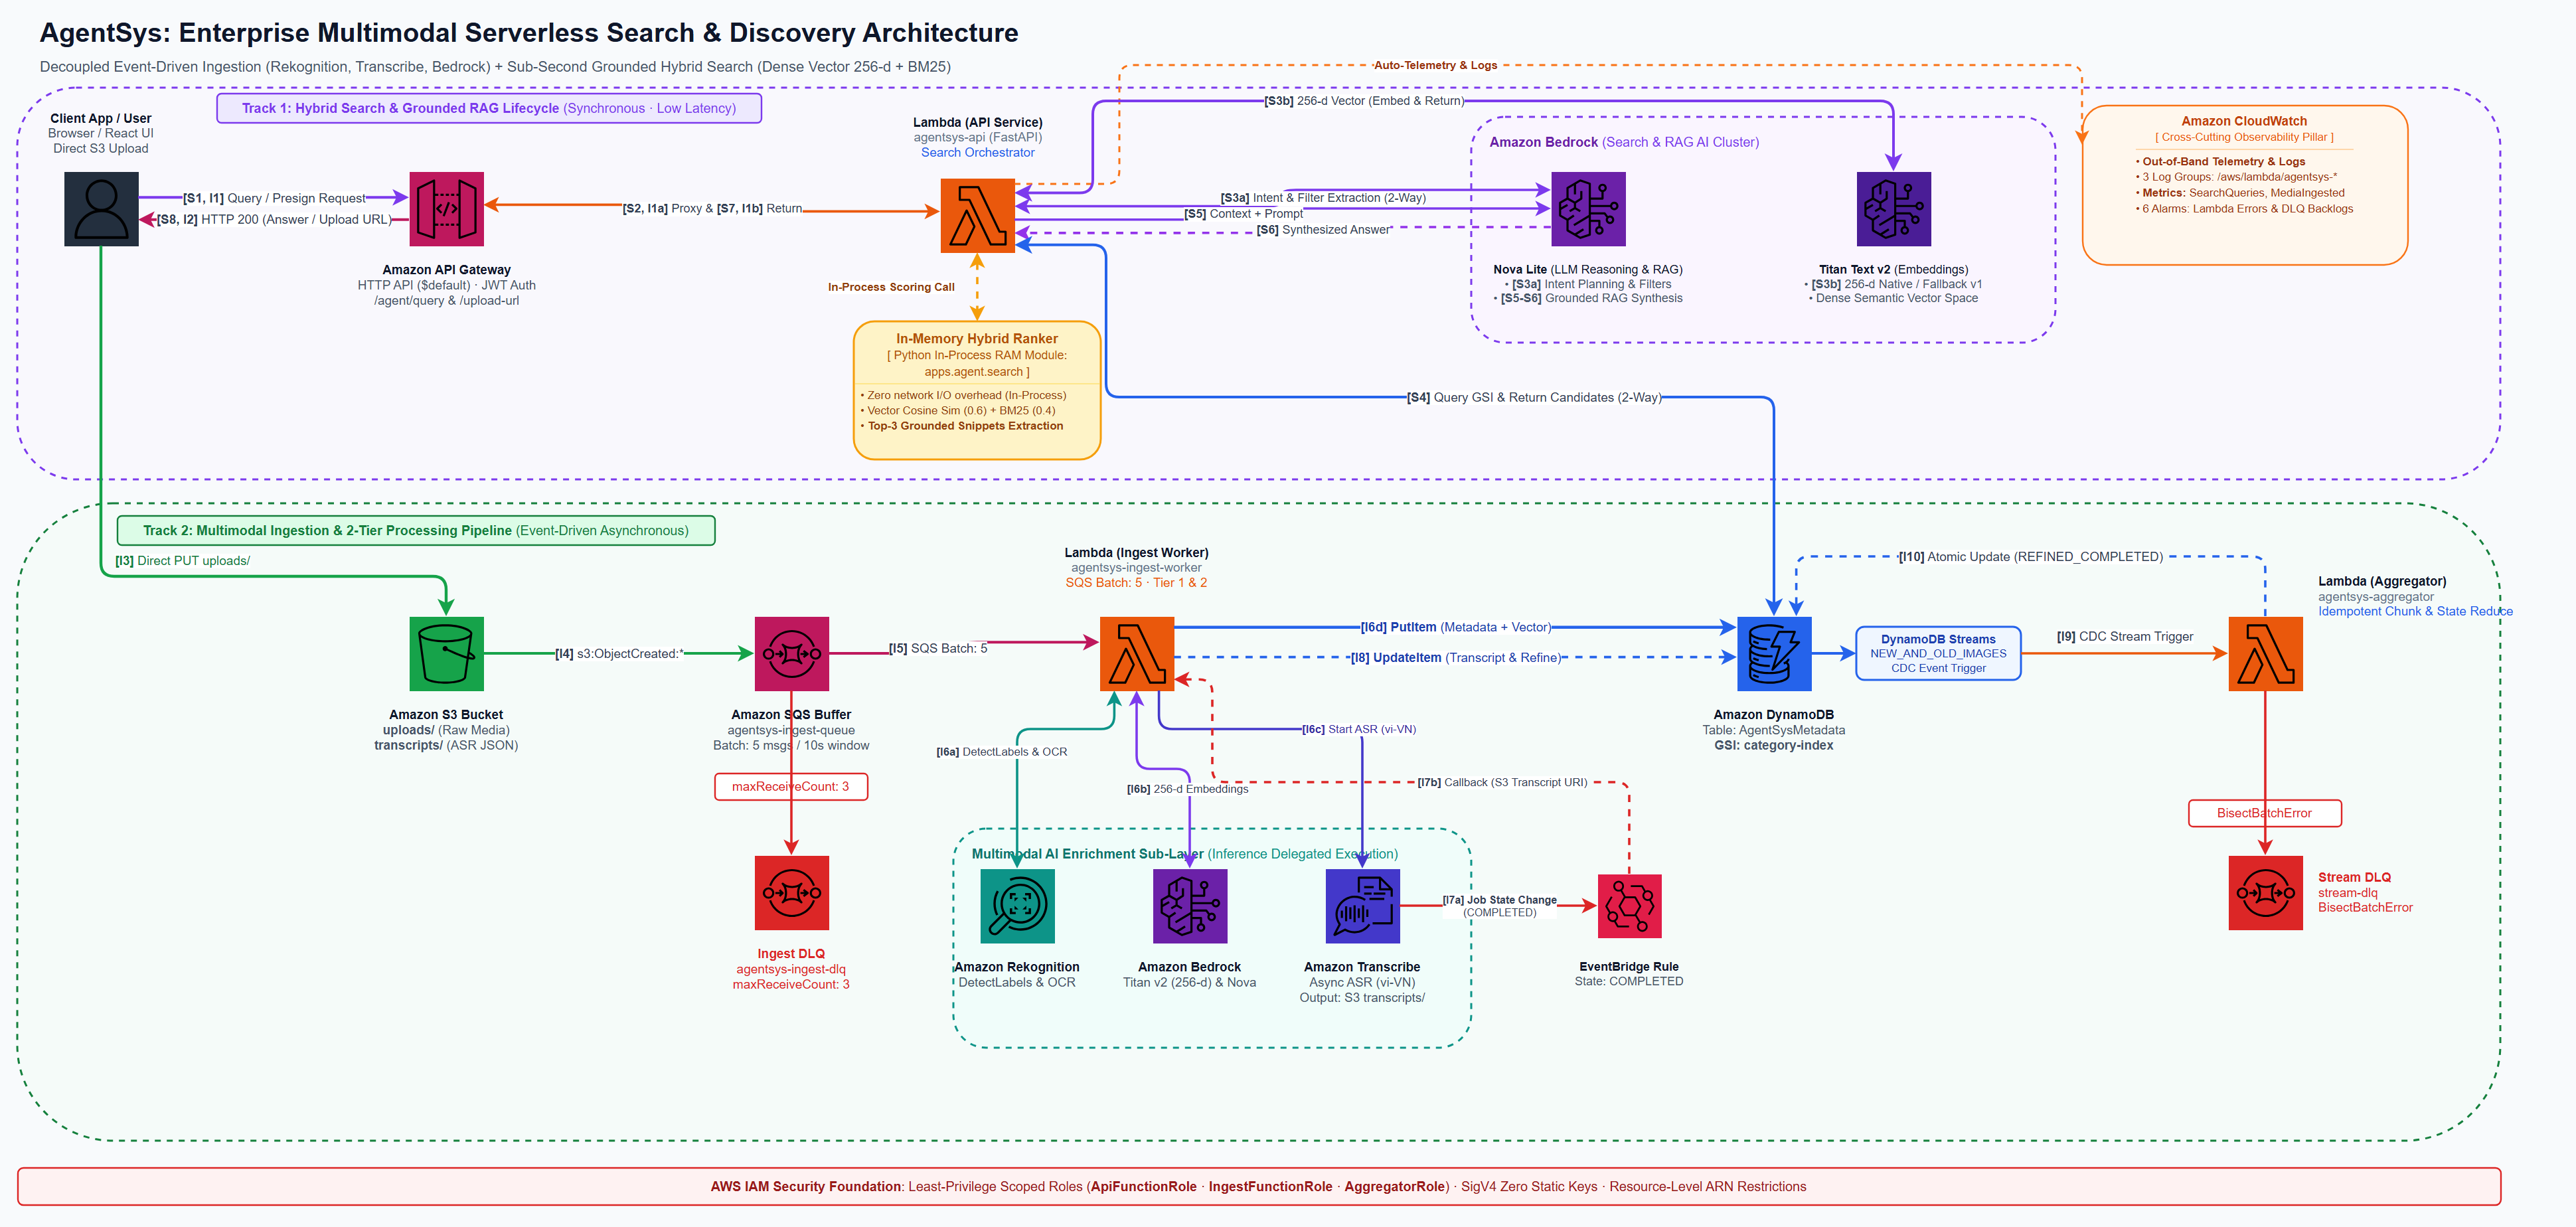 AgentSys: Enterprise Multimodal Serverless Search & Discovery Architecture
Decoupled Event-Driven Ingestion (Rekognition, Transcribe, Bedrock) + Sub-Second Grounded Hybrid Search (Dense Vector 256-d + BM25)
Auto-Telemetry & Logs
Track 1: Hybrid Search & Grounded RAG Lifecycle (Synchronous · Low Latency)
[S3b] 256-d Vector (Embed & Return)
Client App / User
Browser / React UI
Direct S3 Upload
Lambda (API Service)
agentsys-api (FastAPI)
Search Orchestrator
Amazon Bedrock (Search & RAG AI Cluster)
Amazon CloudWatch
[ Cross-Cutting Observability Pillar ]
• Out-of-Band Telemetry & Logs
• 3 Log Groups: /aws/lambda/agentsys-*
• Metrics: SearchQueries, MediaIngested
• 6 Alarms: Lambda Errors & DLQ Backlogs
[S1, I1] Query / Presign Request
[S8, I2] HTTP 200 (Answer / Upload URL)
[S2, I1a] Proxy & [S7, I1b] Return
[S3a] Intent & Filter Extraction (2-Way)
[S5] Context + Prompt
[S6] Synthesized Answer
Amazon API Gateway
HTTP API ($default) · JWT Auth
/agent/query & /upload-url
In-Process Scoring Call
Nova Lite (LLM Reasoning & RAG)
• [S3a] Intent Planning & Filters
• [S5-S6] Grounded RAG Synthesis
Titan Text v2 (Embeddings)
• [S3b] 256-d Native / Fallback v1
• Dense Semantic Vector Space
In-Memory Hybrid Ranker
[ Python In-Process RAM Module:
apps.agent.search ]
• Zero network I/O overhead (In-Process)
• Vector Cosine Sim (0.6) + BM25 (0.4)
• Top-3 Grounded Snippets Extraction
[S4] Query GSI & Return Candidates (2-Way)
Track 2: Multimodal Ingestion & 2-Tier Processing Pipeline (Event-Driven Asynchronous)
[I3] Direct PUT uploads/
Lambda (Ingest Worker)
agentsys-ingest-worker
SQS Batch: 5 · Tier 1 & 2
[I10] Atomic Update (REFINED_COMPLETED)
Lambda (Aggregator)
agentsys-aggregator
Idempotent Chunk & State Reduce
[I4] s3:ObjectCreated:*
[I5] SQS Batch: 5
[I6d] PutItem (Metadata + Vector)
[I8] UpdateItem (Transcript & Refine)
DynamoDB Streams
NEW_AND_OLD_IMAGES
CDC Event Trigger
[I9] CDC Stream Trigger
Amazon S3 Bucket
uploads/ (Raw Media)
transcripts/ (ASR JSON)
Amazon SQS Buffer
agentsys-ingest-queue
Batch: 5 msgs / 10s window
Amazon DynamoDB
Table: AgentSysMetadata
GSI: category-index
[I6a] DetectLabels & OCR
[I6c] Start ASR (vi-VN)
[I6b] 256-d Embeddings
[I7b] Callback (S3 Transcript URI)
maxReceiveCount: 3
BisectBatchError
Multimodal AI Enrichment Sub-Layer (Inference Delegated Execution)
[I7a] Job State Change
(COMPLETED)
Stream DLQ
stream-dlq
BisectBatchError
Ingest DLQ
agentsys-ingest-dlq
maxReceiveCount: 3
Amazon Rekognition
DetectLabels & OCR
Amazon Bedrock
Titan v2 (256-d) & Nova
Amazon Transcribe
Async ASR (vi-VN)
Output: S3 transcripts/
EventBridge Rule
State: COMPLETED
AWS IAM Security Foundation: Least-Privilege Scoped Roles (ApiFunctionRole · IngestFunctionRole · AggregatorRole) · SigV4 Zero Static Keys · Resource-Level ARN Restrictions